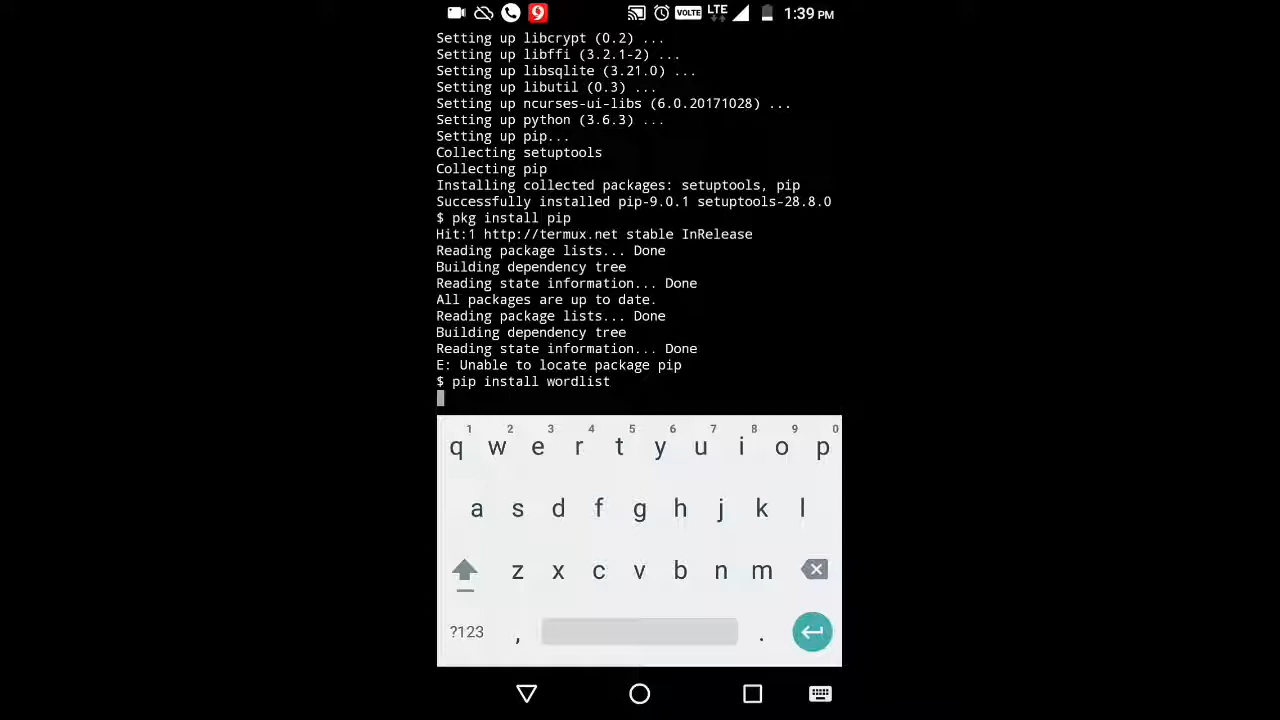 VOLTE LTE 1:39 PM
Setting up libcrypt (0.2) ...
Setting up libffi (3.2.1-2) ...
Setting up libsqlite (3.21.0) ...
Setting up libutil (0.3) ...
Setting up ncurses-ui-libs (6.0.20171028) ...
Setting up python (3.6.3) ...
Setting up pip...
Collecting setuptools
Collecting pip
Installing collected packages: setuptools, pip
Successfully installed pip-9.0.1 setuptools-28.8.0
$ pkg install pip
Hit:1 http://termux.net stable InRelease
Reading package lists... Done
Building dependency tree
Reading state information... Done
All packages are up to date.
Reading package lists... Done
Building dependency tree
Reading state information... Done
E: Unable to locate package pip
$ pip install wordlist
1 2 3 4 5 6 7 8 9 0
q w e r t y u i o p
a s d f g h j k l
z x c v b n m
?123 , .